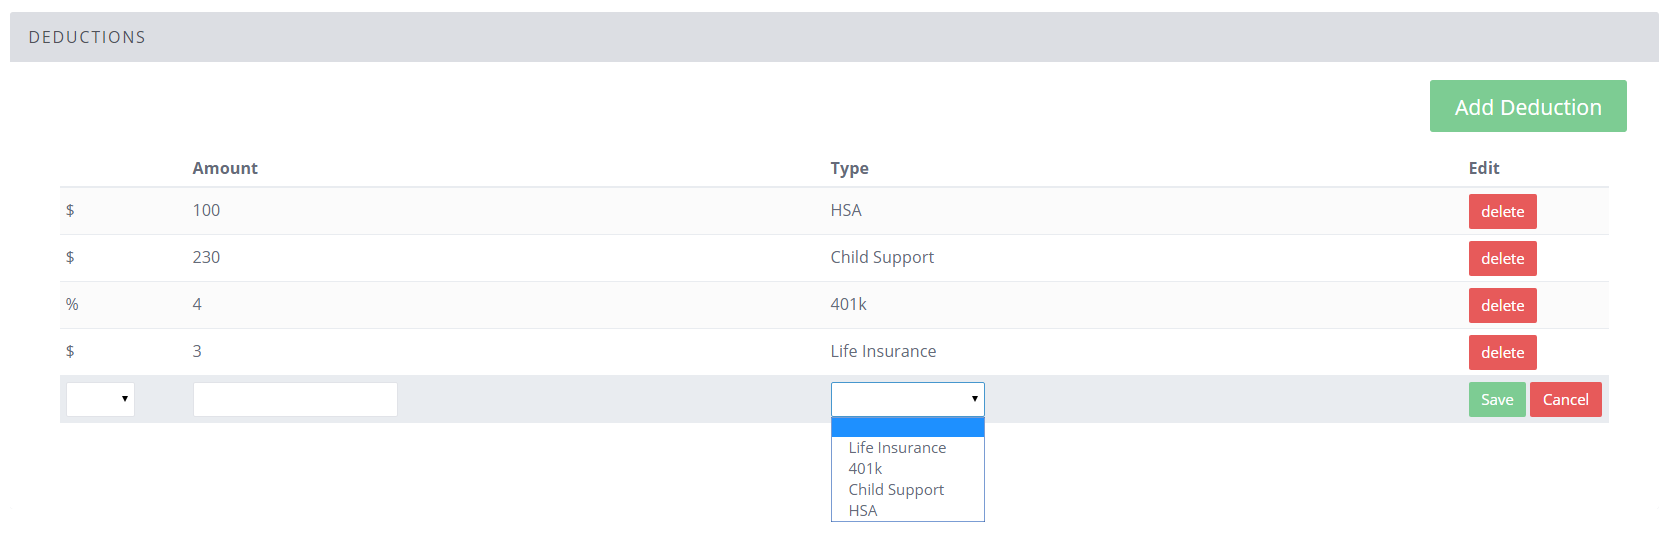 DEDUCTIONS
Add Deduction
Amount Type Edit
$ 100 HSA delete
$ 230 Child Support delete
% 4 401k delete
$ 3 Life Insurance delete
Save Cancel
Life Insurance
401k
Child Support
HSA